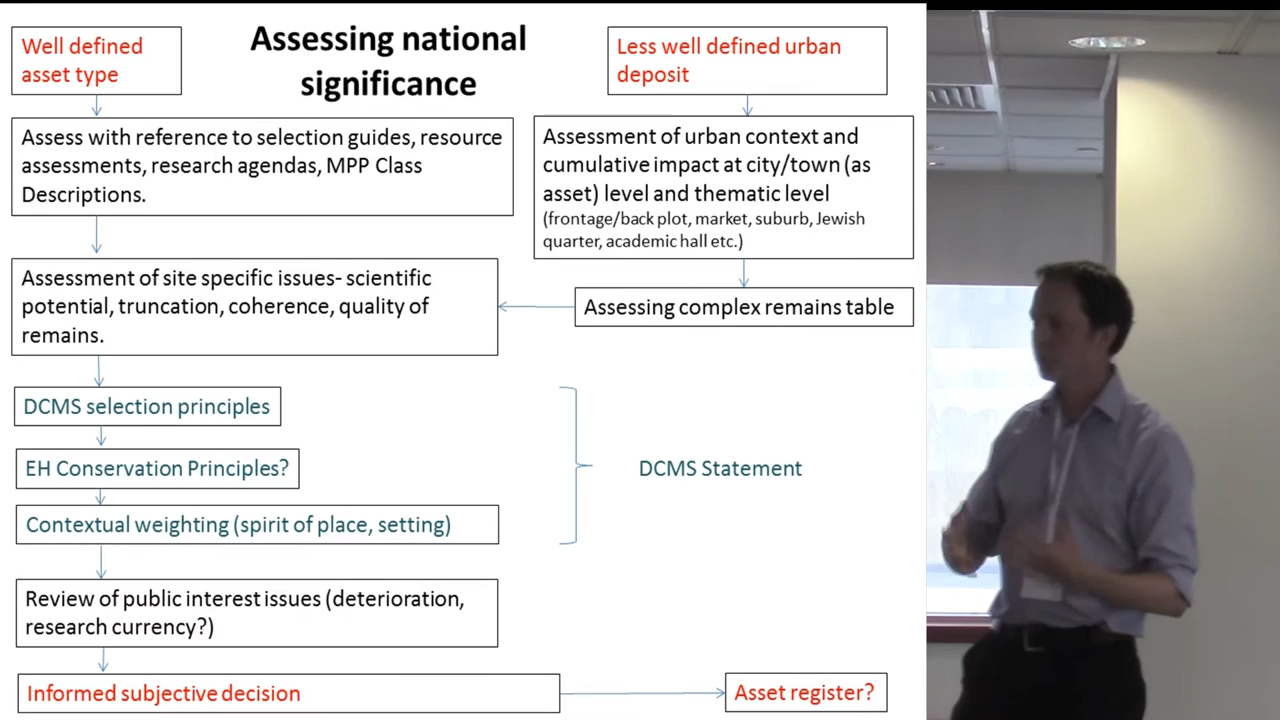 Assessing national
significance
Well defined
asset type
Less well defined urban
deposit
Assess with reference to selection guides, resource
assessments, research agendas, MPP Class
Descriptions.
Assessment of urban context and
cumulative impact at city/town (as
asset) level and thematic level
(frontage/back plot, market, suburb, Jewish
quarter, academic hall etc.)
Assessment of site specific issues- scientific
potential, truncation, coherence, quality of
remains.
Assessing complex remains table
DCMS selection principles
EH Conservation Principles?
Contextual weighting (spirit of place, setting)
DCMS Statement
Review of public interest issues (deterioration,
research currency?)
Informed subjective decision
Asset register?